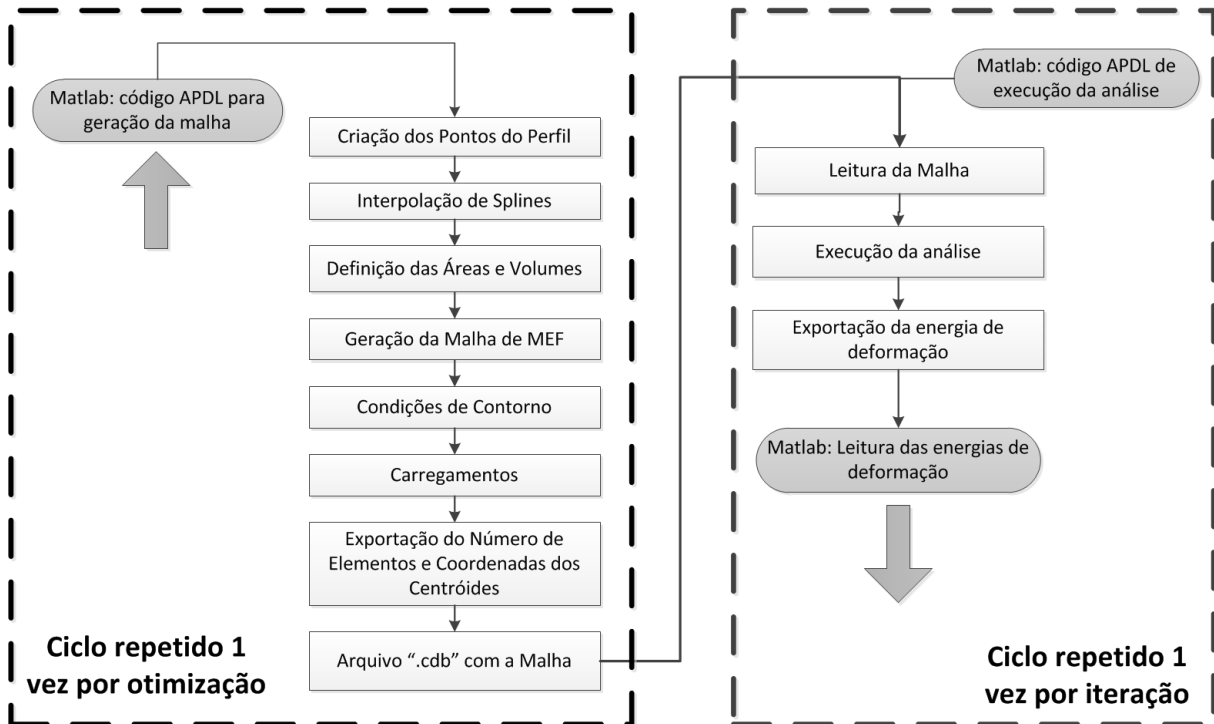 Matlab: código APDL para
geração da malha
Criação dos Pontos do Perfil
Interpolação de Splines
Definição das Áreas e Volumes
Geração da Malha de MEF
Condições de Contorno
Carregamentos
Exportação do Número de
Elementos e Coordenadas dos
Centróides
Arquivo “.cdb” com a Malha
Ciclo repetido 1
vez por otimização
Matlab: código APDL de
execução da análise
Leitura da Malha
Execução da análise
Exportação da energia de
deformação
Matlab: Leitura das energias de
deformação
Ciclo repetido 1
vez por iteração